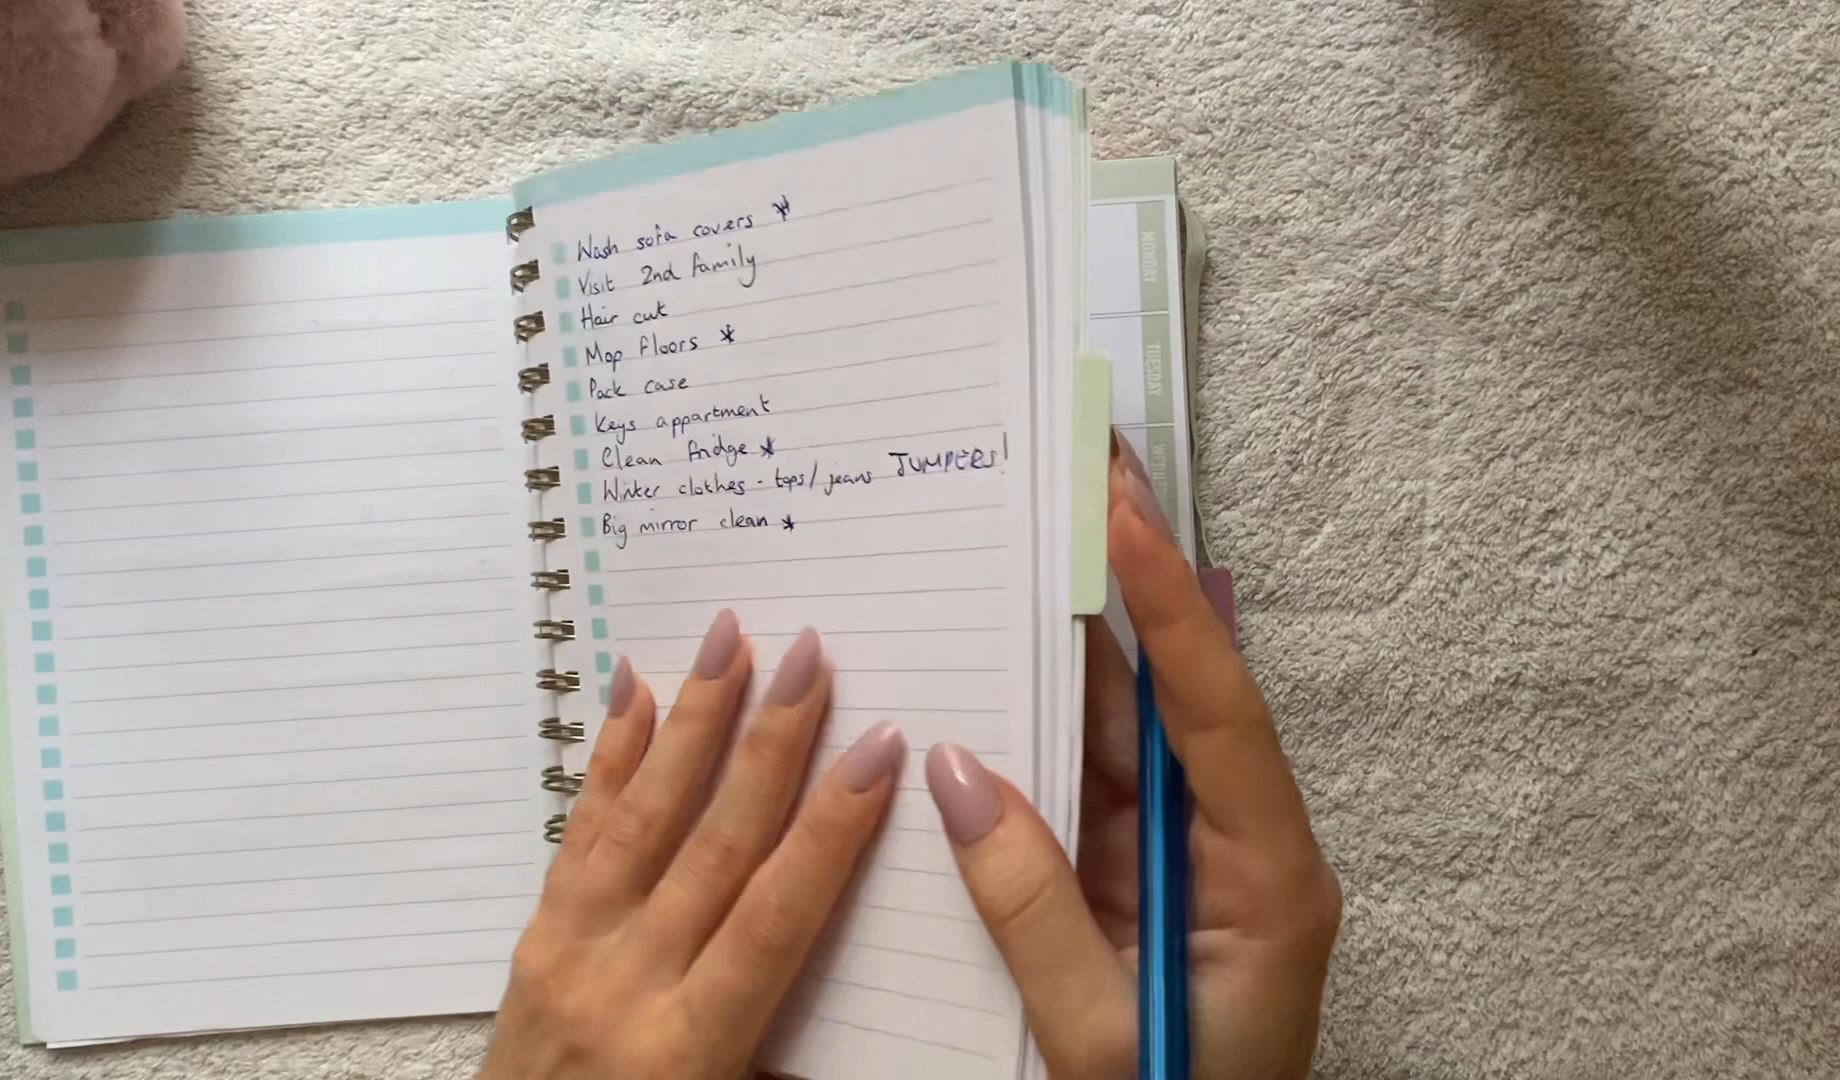 Wash sofa covers *
Visit 2nd family
Hair cut
Mop floors *
Pack case
Keys appartment
Clean fridge *
Winter clothes - tops/jeans JUMPERS!
Big mirror clean *
MONDAY
TUESDAY